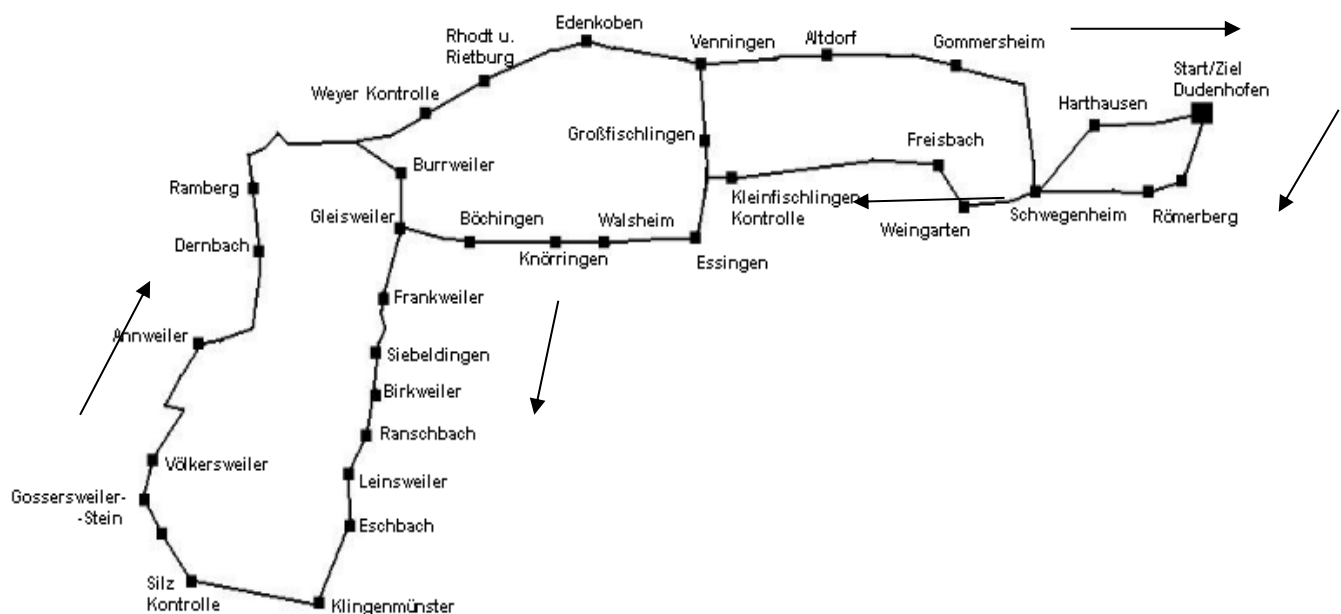 Edenkoben
Rhodt u.
Rietburg
Venningen
Altdorf
Gommersheim
Start/Ziel
Dudenhofen
Weyer Kontrolle
Harthausen
Großfischlingen
Freisbach
Burrweiler
Ramberg
Kleinfischlingen
Kontrolle
Schwegenheim
Römerberg
Gleisweiler
Böchingen
Walsheim
Weingarten
Dernbach
Knörringen
Essingen
Frankweiler
Annweiler
Siebeldingen
Birkweiler
Ranschbach
Völkersweiler
Leinsweiler
Gossersweiler-
-Stein
Eschbach
Silz
Kontrolle
Klingenmünster